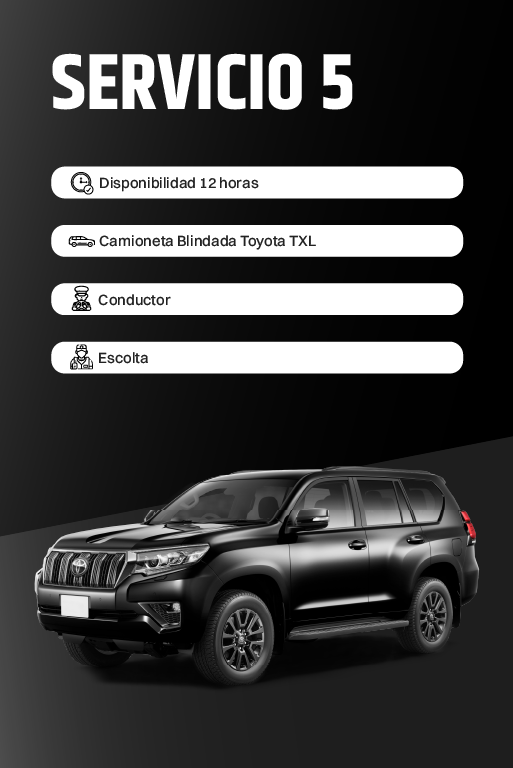 SERVICIO 5
Disponibilidad 12 horas
Camioneta Blindada Toyota TXL
Conductor
Escolta